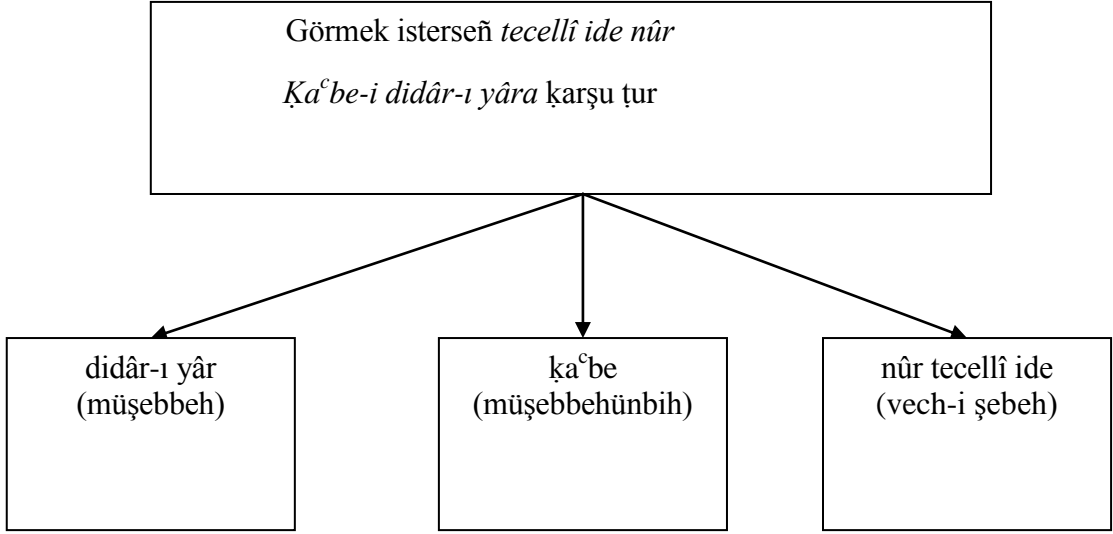 Görmek isterseñ tecellî ide nûr
Ḳaᶜbe-i didâr-ı yâra ḳarşu ṭur
didâr-ı yâr
(müşebbeh)
ḳaᶜbe
(müşebbehünbih)
nûr tecellî ide
(vech-i şebeh)